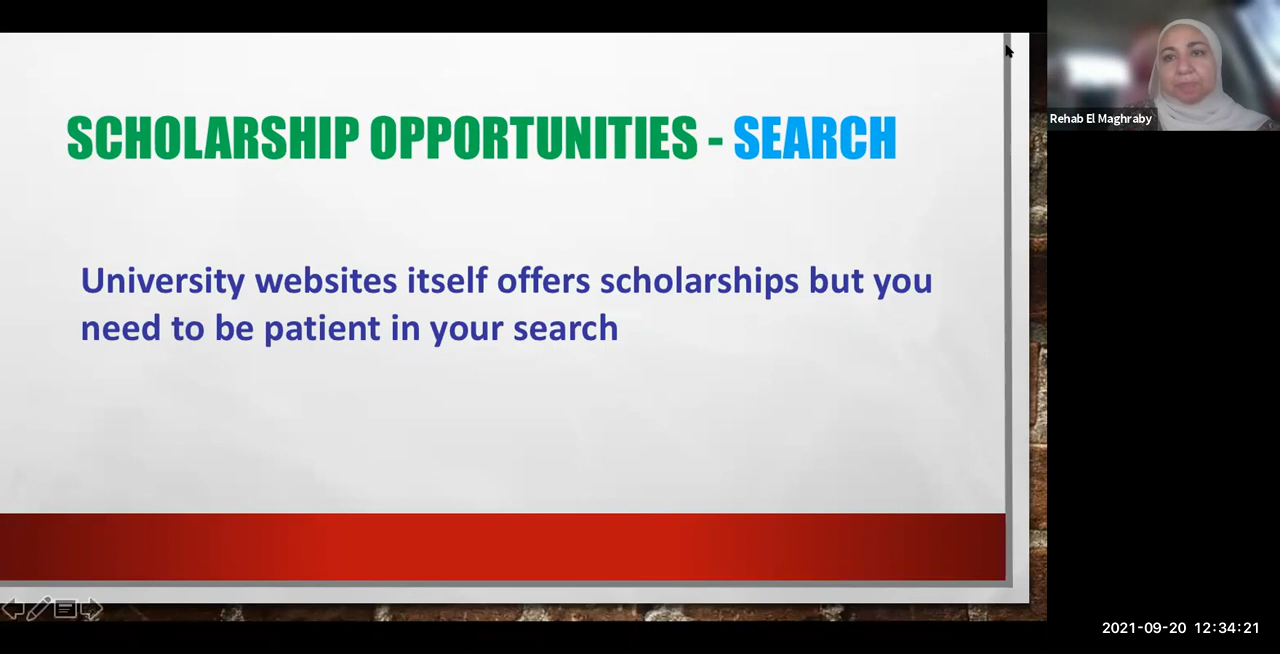 SCHOLARSHIP OPPORTUNITIES - SEARCH
University websites itself offers scholarships but you
need to be patient in your search
Rehab El Maghraby
2021-09-20 12:34:21